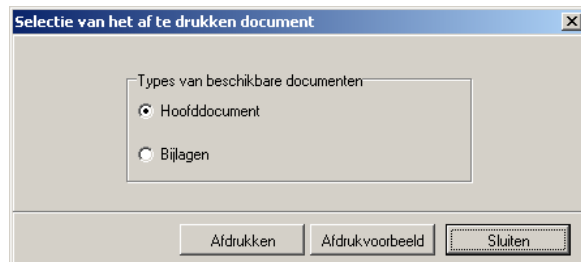 Selectie van het af te drukken document
Types van beschikbare documenten
Hoofddocument
Bijlagen
Afdrukken Afdrukvoorbeeld Sluiten